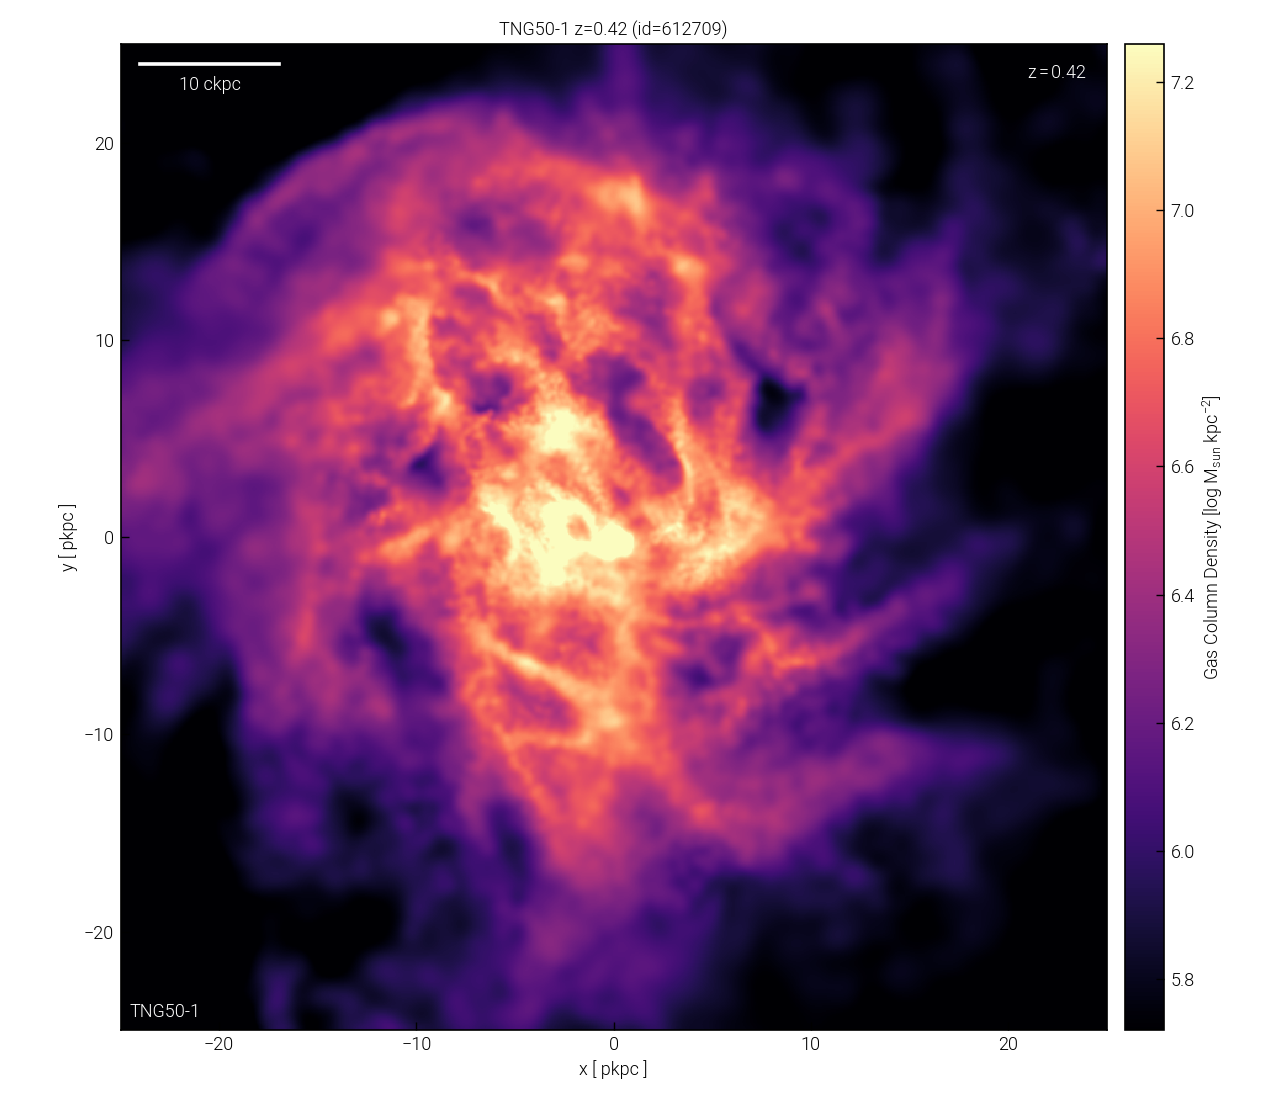 TNG50-1 z=0.42 (id=612709)
10 ckpc
z=0.42
TNG50-1
20
10
0
−10
−20
y [ pkpc ]
−20
−10
0
10
20
x [ pkpc ]
7.2
7.0
6.8
6.6
6.4
6.2
6.0
5.8
Gas Column Density [log M_sun kpc⁻²]